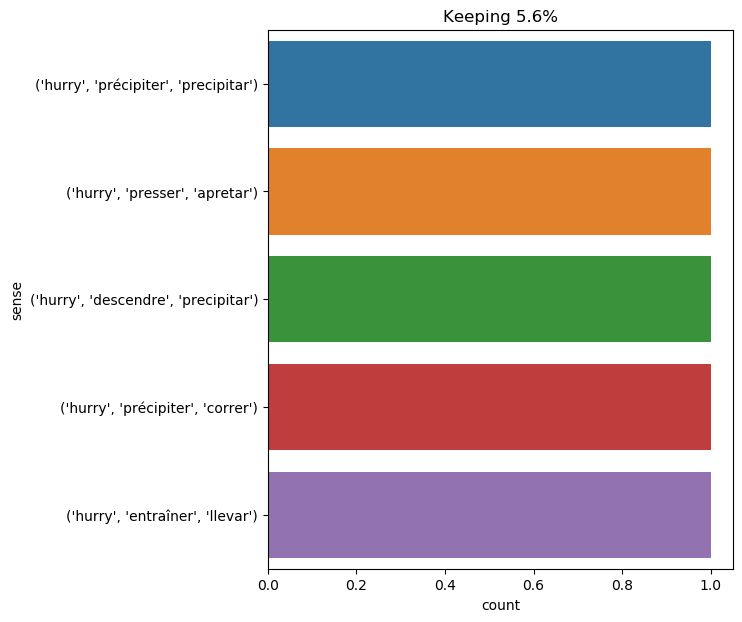 Keeping 5.6%
('hurry', 'précipiter', 'precipitar')
('hurry', 'presser', 'apretar')
('hurry', 'descendre', 'precipitar')
('hurry', 'précipiter', 'correr')
('hurry', 'entraîner', 'llevar')
sense
0.0 0.2 0.4 0.6 0.8 1.0
count